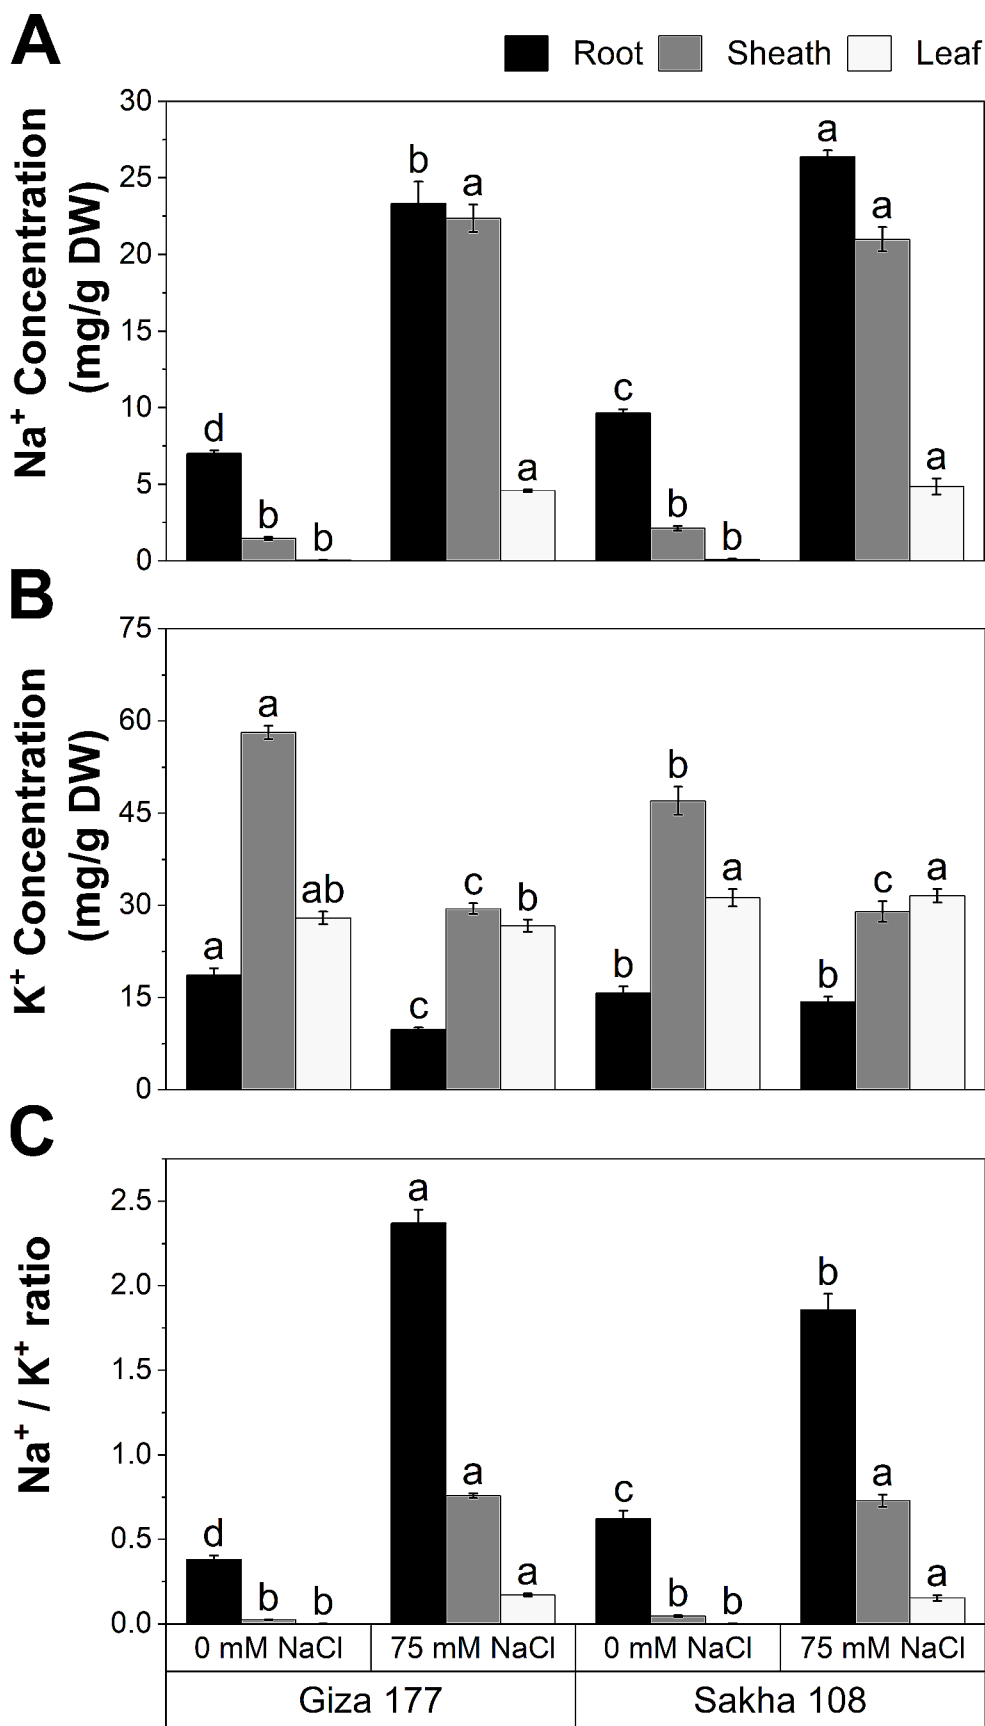 A
Root Sheath Leaf
Na+ Concentration
(mg/g DW)
30
25
20
15
10
5
0
d b b b a a c b b a a a
B
K+ Concentration
(mg/g DW)
75
60
45
30
15
0
a a ab c c b b b a b c a
C
Na+ / K+ ratio
2.5
2.0
1.5
1.0
0.5
0.0
d b b a a a c b b b a a
0 mM NaCl 75 mM NaCl 0 mM NaCl 75 mM NaCl
Giza 177 Sakha 108